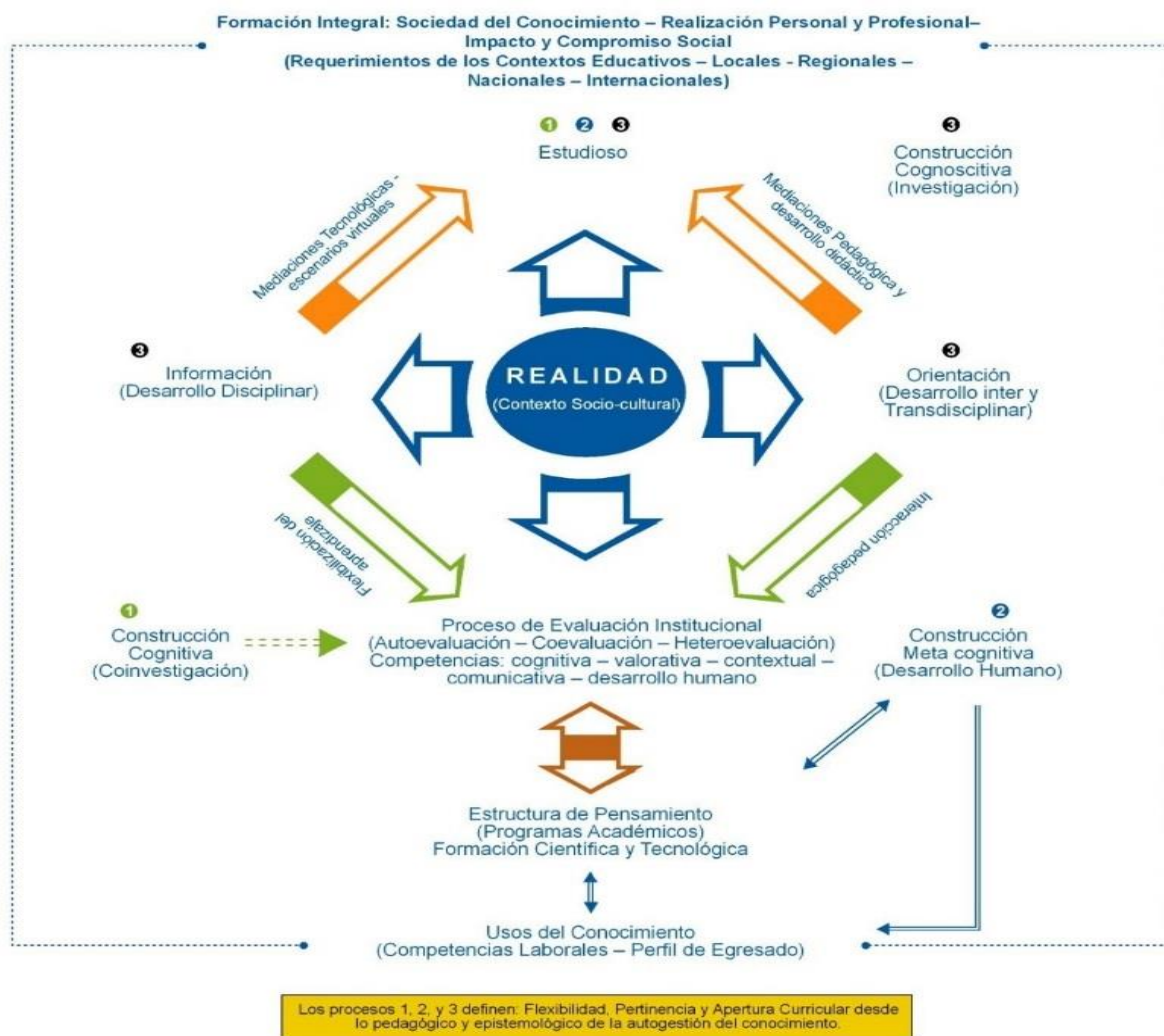 Formación Integral: Sociedad del Conocimiento – Realización Personal y Profesional–
Impacto y Compromiso Social
(Requerimientos de los Contextos Educativos – Locales - Regionales –
Nacionales – Internacionales)
1 2 3
Estudioso
3
Construcción
Cognoscitiva
(Investigación)
Mediaciones Tecnológicas -
escenarios virtuales
Mediaciones Pedagógica y
desarrollo didáctico
3
Información
(Desarrollo Disciplinar)
REALIDAD
(Contexto Socio-cultural)
3
Orientación
(Desarrollo inter y
Transdisciplinar)
Flexibilización del
aprendizaje
Interacción pedagógica
1
Construcción
Cognitiva
(Coinvestigación)
Proceso de Evaluación Institucional
(Autoevaluación – Coevaluación – Heteroevaluación)
Competencias: cognitiva – valorativa – contextual –
comunicativa – desarrollo humano
2
Construcción
Meta cognitiva
(Desarrollo Humano)
Estructura de Pensamiento
(Programas Académicos)
Formación Científica y Tecnológica
Usos del Conocimiento
(Competencias Laborales – Perfil de Egresado)
Los procesos 1, 2, y 3 definen: Flexibilidad, Pertinencia y Apertura Curricular desde
lo pedagógico y epistemológico de la autogestión del conocimiento.